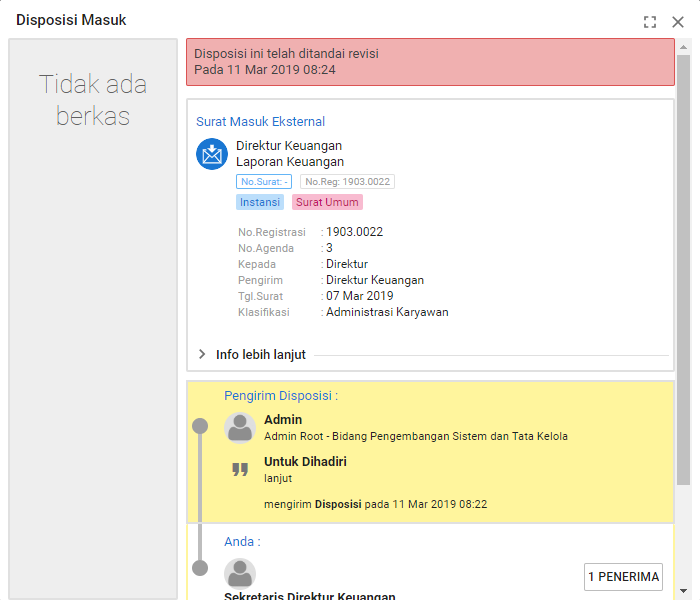 Disposisi Masuk
Tidak ada
berkas
Disposisi ini telah ditandai revisi
Pada 11 Mar 2019 08:24
Surat Masuk Eksternal
Direktur Keuangan
Laporan Keuangan
No.Surat: - No.Reg: 1903.0022
Instansi Surat Umum
No.Registrasi : 1903.0022
No.Agenda : 3
Kepada : Direktur
Pengirim : Direktur Keuangan
Tgl.Surat : 07 Mar 2019
Klasifikasi : Administrasi Karyawan
Info lebih lanjut
Pengirim Disposisi :
Admin
Admin Root - Bidang Pengembangan Sistem dan Tata Kelola
Untuk Dihadiri
lanjut
mengirim Disposisi pada 11 Mar 2019 08:22
Anda :
1 PENERIMA
Sekretaris Direktur Keuangan